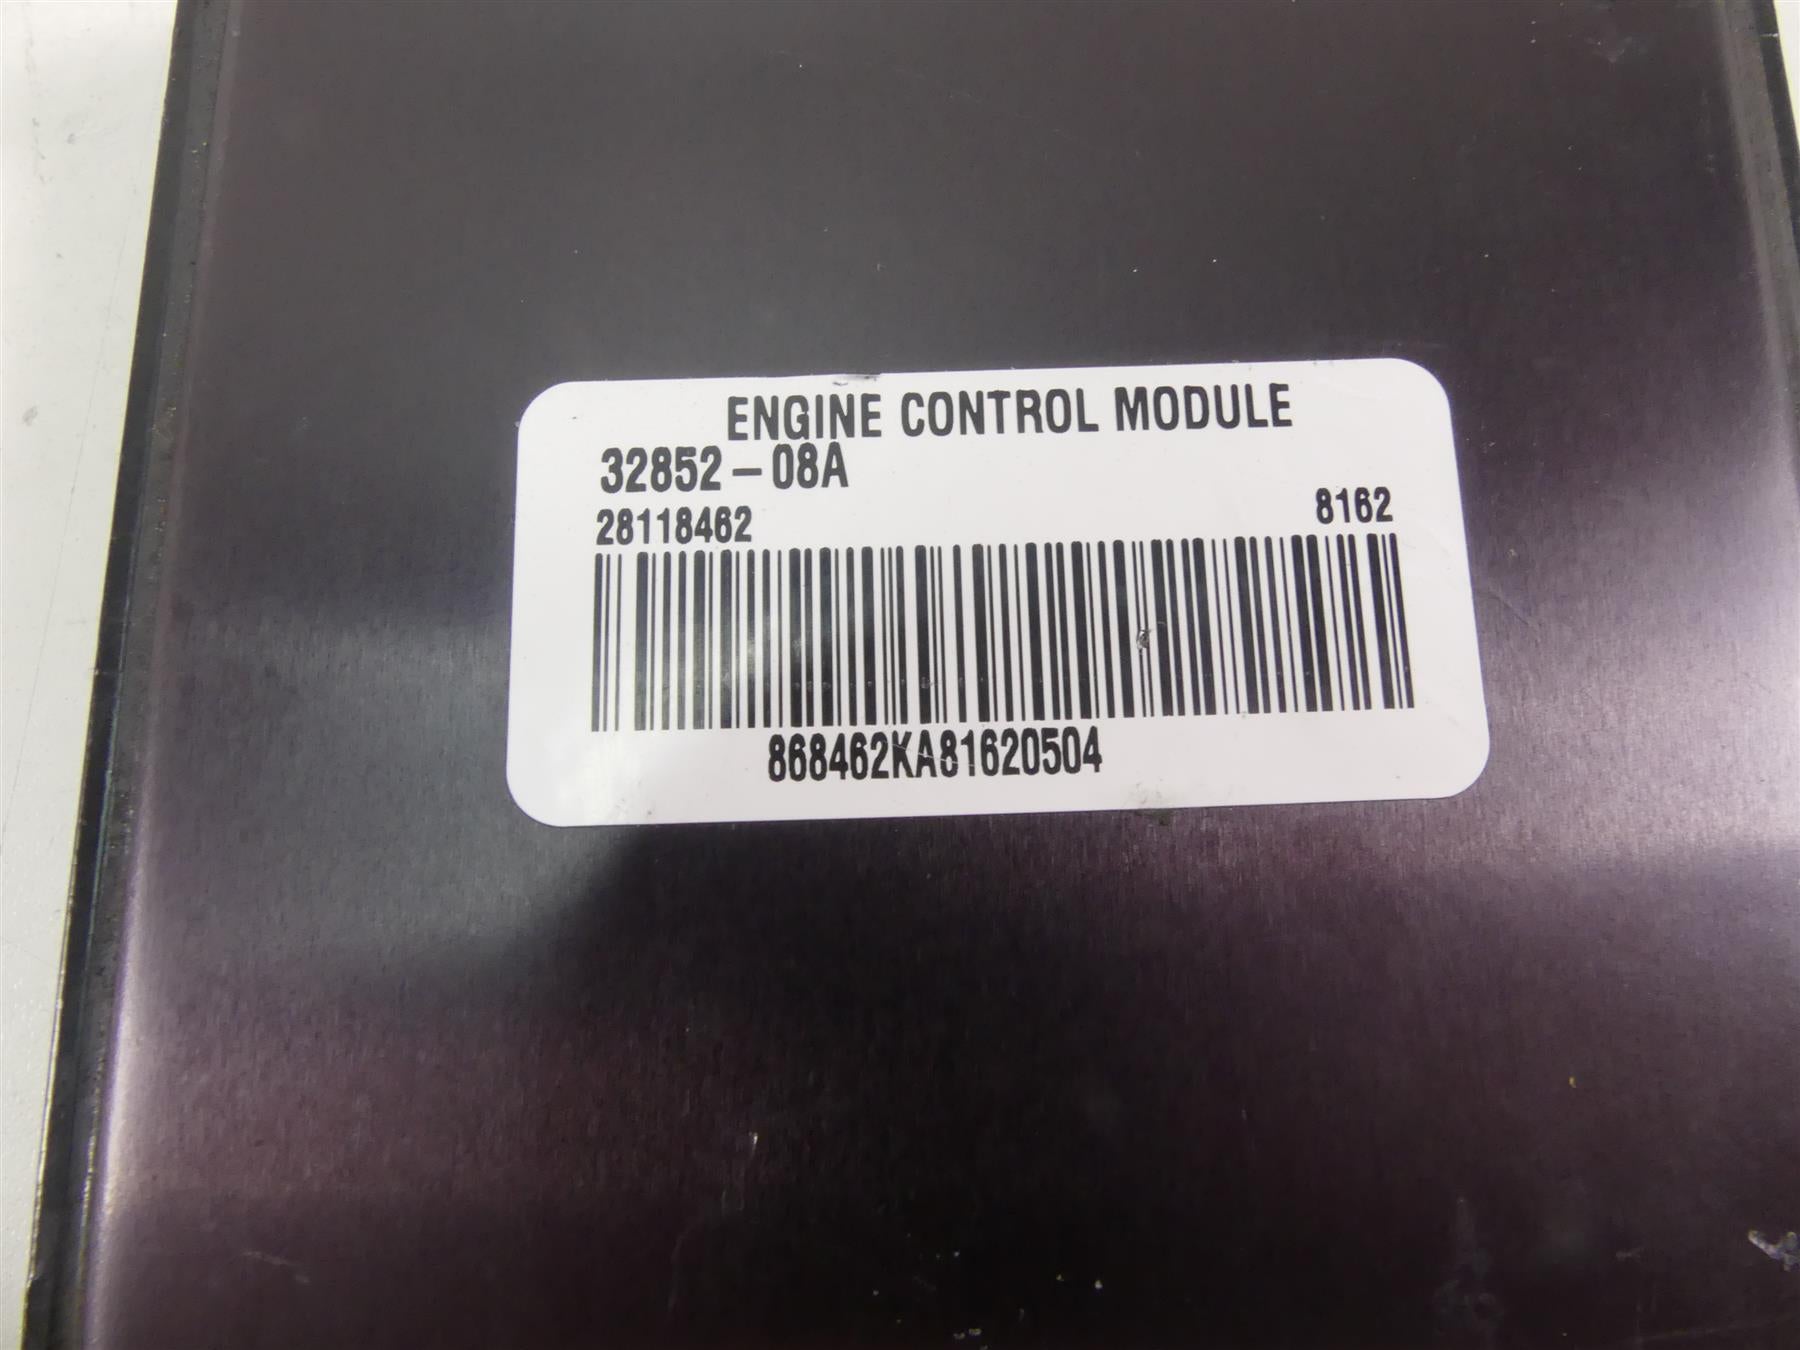 ENGINE CONTROL MODULE
32852-08A
28118462 8162
868462KA81620504